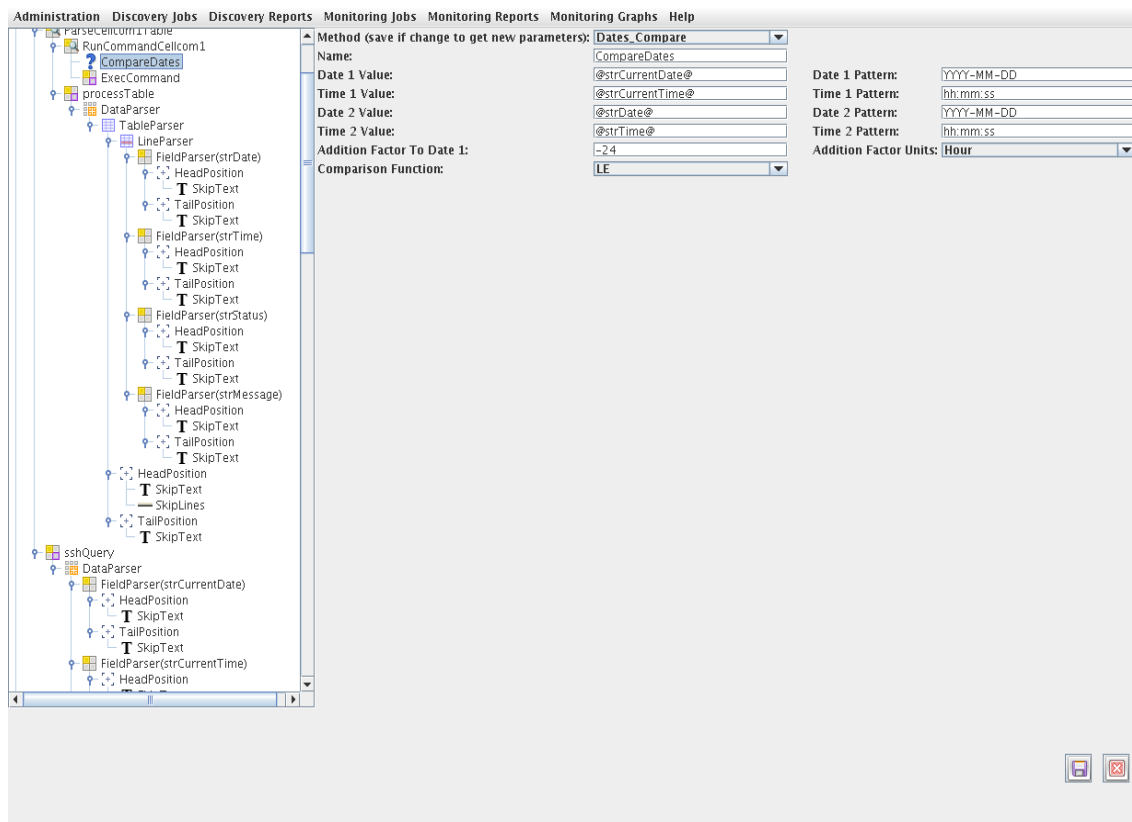 Administration Discovery Jobs Discovery Reports Monitoring Jobs Monitoring Reports Monitoring Graphs Help
ParseCellcom1Table
RunCommandCellcom1
CompareDates
ExecCommand
processTable
DataParser
TableParser
LineParser
FieldParser(strDate)
HeadPosition
T SkipText
TailPosition
T SkipText
FieldParser(strTime)
HeadPosition
T SkipText
TailPosition
T SkipText
FieldParser(strStatus)
HeadPosition
T SkipText
TailPosition
T SkipText
FieldParser(strMessage)
HeadPosition
T SkipText
TailPosition
T SkipText
HeadPosition
T SkipText
SkipLines
TailPosition
T SkipText
sshQuery
DataParser
FieldParser(strCurrentDate)
HeadPosition
T SkipText
TailPosition
T SkipText
FieldParser(strCurrentTime)
HeadPosition
Method (save if change to get new parameters): Dates_Compare
Name: CompareDates
Date 1 Value: @strCurrentDate@ Date 1 Pattern: YYYY-MM-DD
Time 1 Value: @strCurrentTime@ Time 1 Pattern: hh:mm:ss
Date 2 Value: @strDate@ Date 2 Pattern: YYYY-MM-DD
Time 2 Value: @strTime@ Time 2 Pattern: hh:mm:ss
Addition Factor To Date 1: -24 Addition Factor Units: Hour
Comparison Function: LE